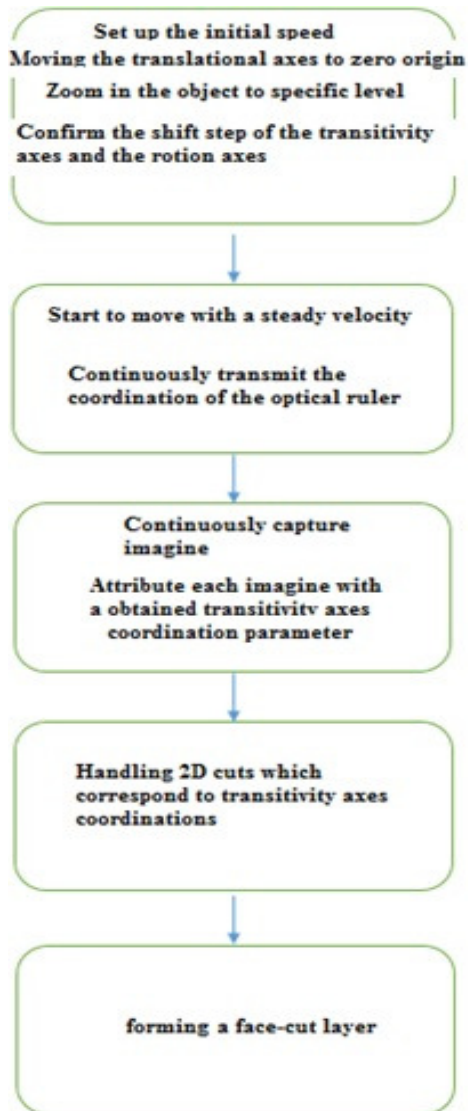 Set up the initial speed
Moving the translational axes to zero origin
Zoom in the object to specific level
Confirm the shift step of the transitivity
axes and the rotion axes
Start to move with a steady velocity
Continuously transmit the
coordination of the optical ruler
Continuously capture
imagine
Attribute each imagine with
a obtained transitivity axes
coordination parameter
Handling 2D cuts which
correspond to transitivity axes
coordinations
forming a face-cut layer